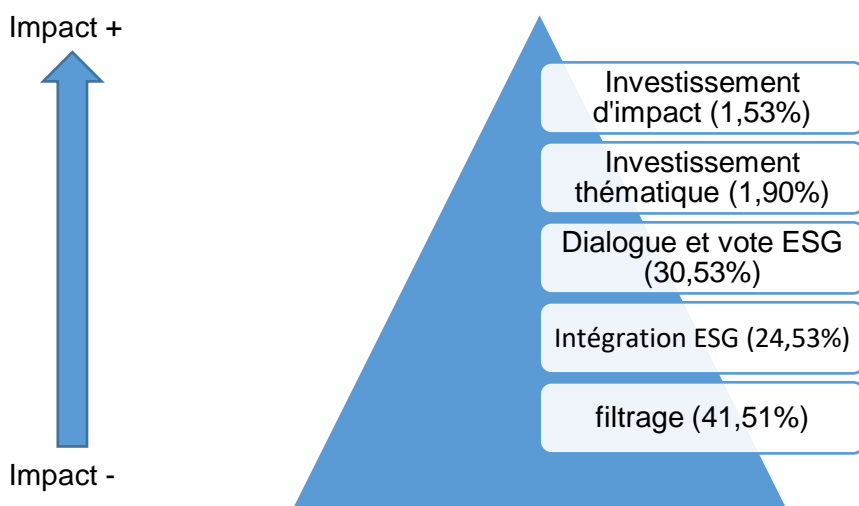 Impact +
Investissement
d'impact (1,53%)
Investissement
thématique (1,90%)
Dialogue et vote ESG
(30,53%)
Intégration ESG (24,53%)
filtrage (41,51%)
Impact -